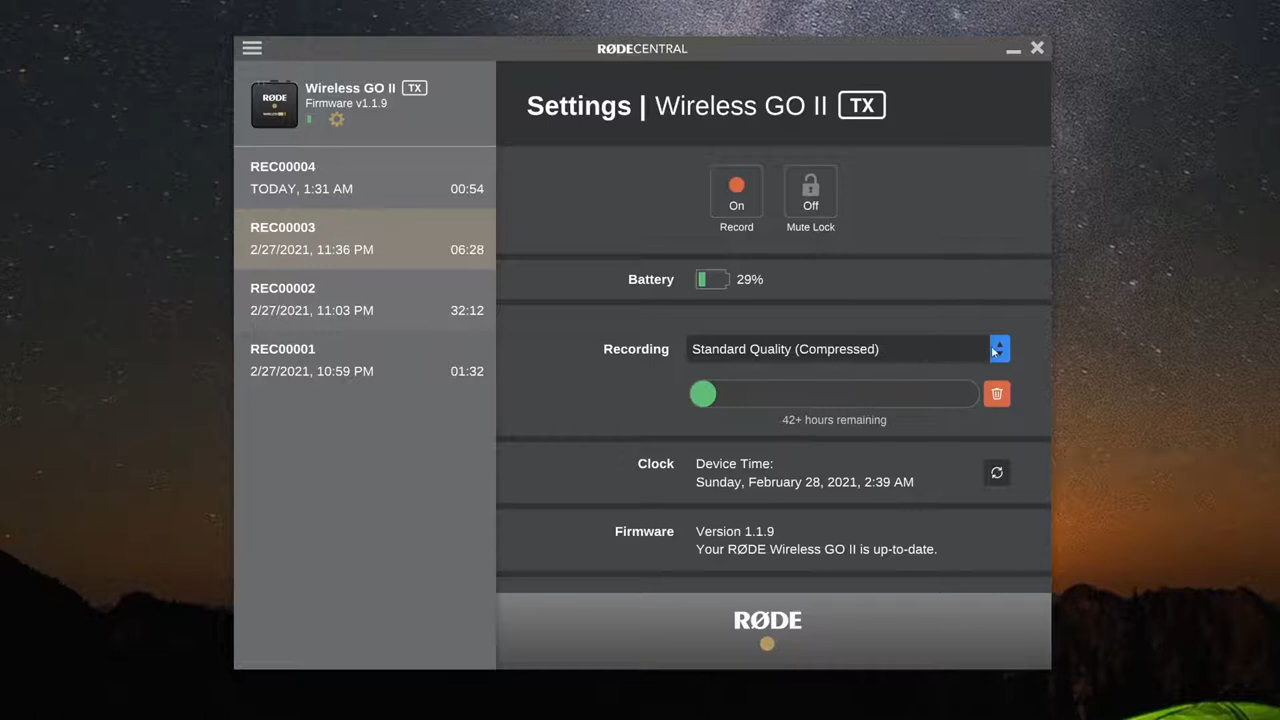 RØDECENTRAL
Wireless GO II TX
Firmware v1.1.9
RØDE
REC00004
TODAY, 1:31 AM 00:54
REC00003
2/27/2021, 11:36 PM 06:28
REC00002
2/27/2021, 11:03 PM 32:12
REC00001
2/27/2021, 10:59 PM 01:32
Settings | Wireless GO II TX
On Off
Record Mute Lock
Battery 29%
Recording Standard Quality (Compressed)
42+ hours remaining
Clock Device Time:
Sunday, February 28, 2021, 2:39 AM
Firmware Version 1.1.9
Your RØDE Wireless GO II is up-to-date.
RØDE